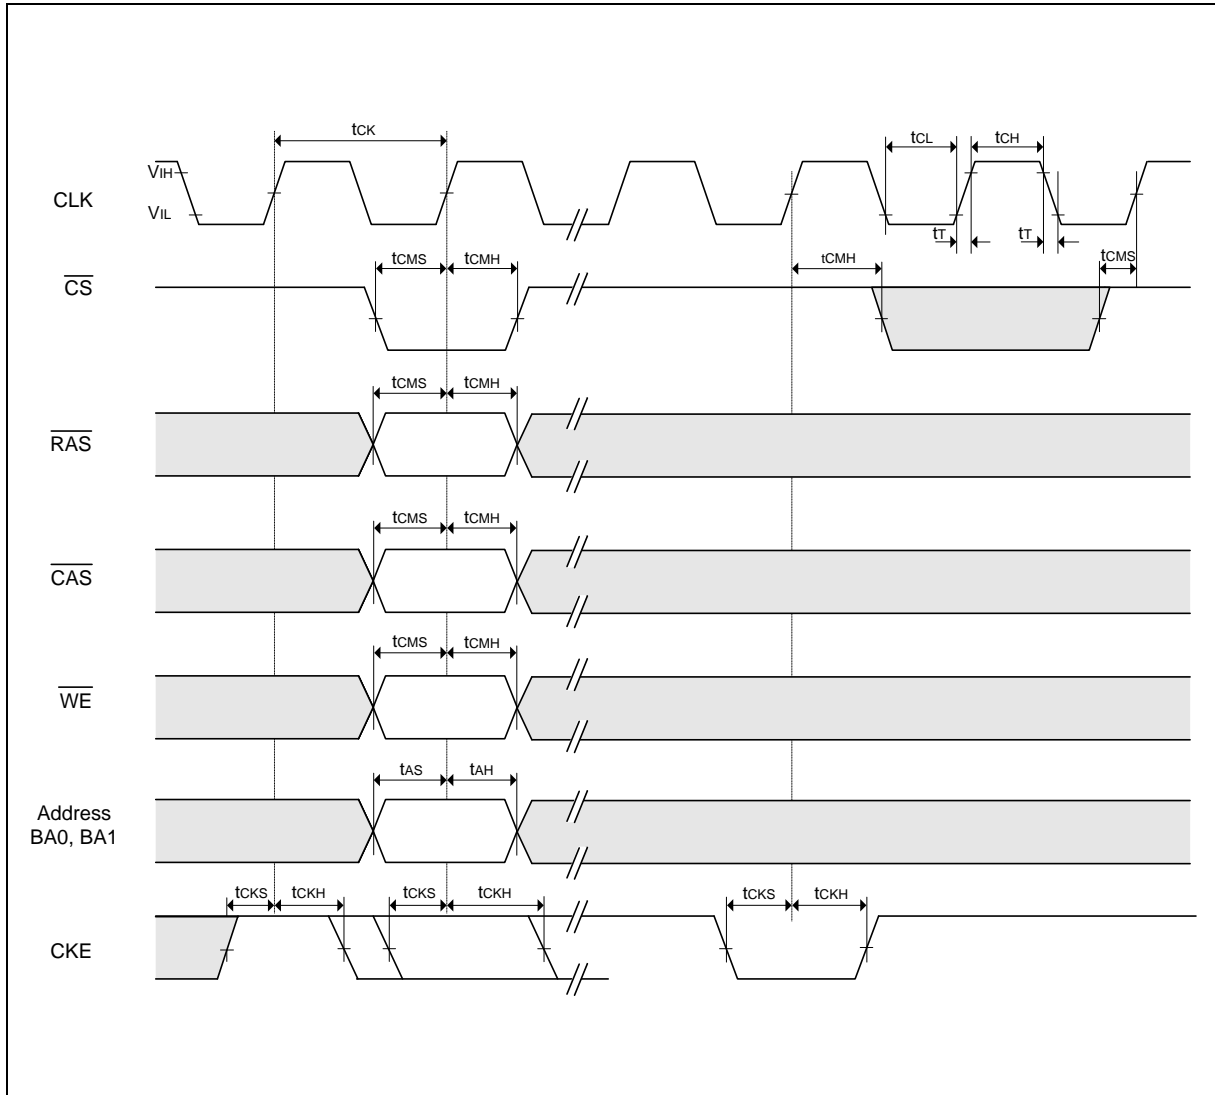 tCK
tCL
tCH
VIH
CLK
VIL
tT
tT
tCMS
tCMH
tCMH
tCMS
CS
tCMS
tCMH
RAS
tCMS
tCMH
CAS
tCMS
tCMH
WE
tAS
tAH
Address
BA0, BA1
tCKS
tCKH
tCKS
tCKH
tCKS
tCKH
CKE